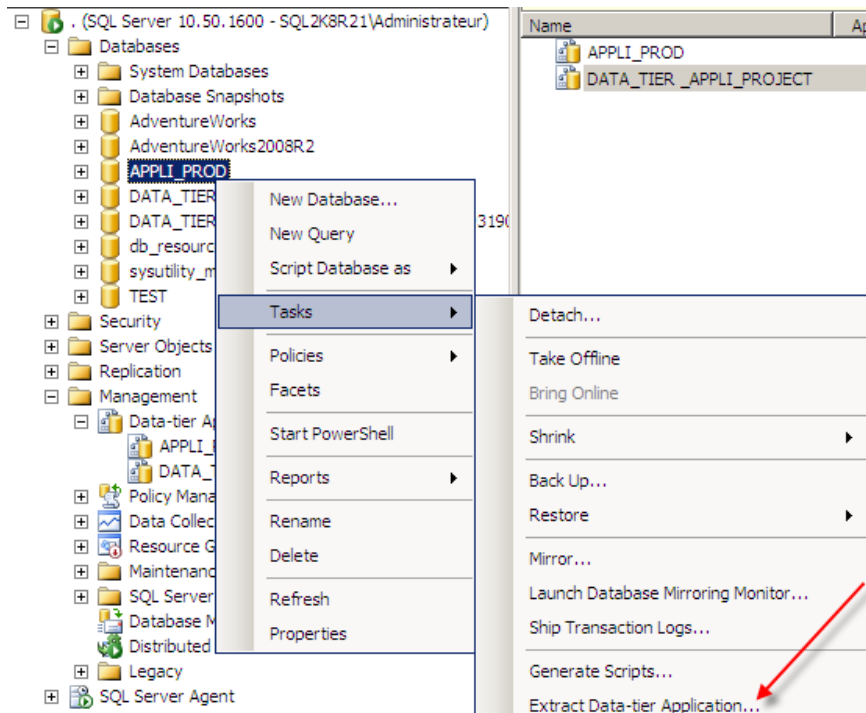 . (SQL Server 10.50.1600 - SQL2K8R21\Administrateur)
Databases
System Databases
Database Snapshots
AdventureWorks
AdventureWorks2008R2
APPLI_PROD
DATA_TIER
DATA_TIER
3190
db_resourc
sysutility_m
TEST
Security
Server Objects
Replication
Management
Data-tier Ap
APPLI_
DATA_T
Policy Mana
Data Collec
Resource G
Maintenanc
SQL Server
Database M
Distributed
Legacy
SQL Server Agent
New Database...
New Query
Script Database as
Tasks
Policies
Facets
Start PowerShell
Reports
Rename
Delete
Refresh
Properties
Detach...
Take Offline
Bring Online
Shrink
Back Up...
Restore
Mirror...
Launch Database Mirroring Monitor...
Ship Transaction Logs...
Generate Scripts...
Extract Data-tier Application...
Name
Ap
APPLI_PROD
DATA_TIER _APPLI_PROJECT